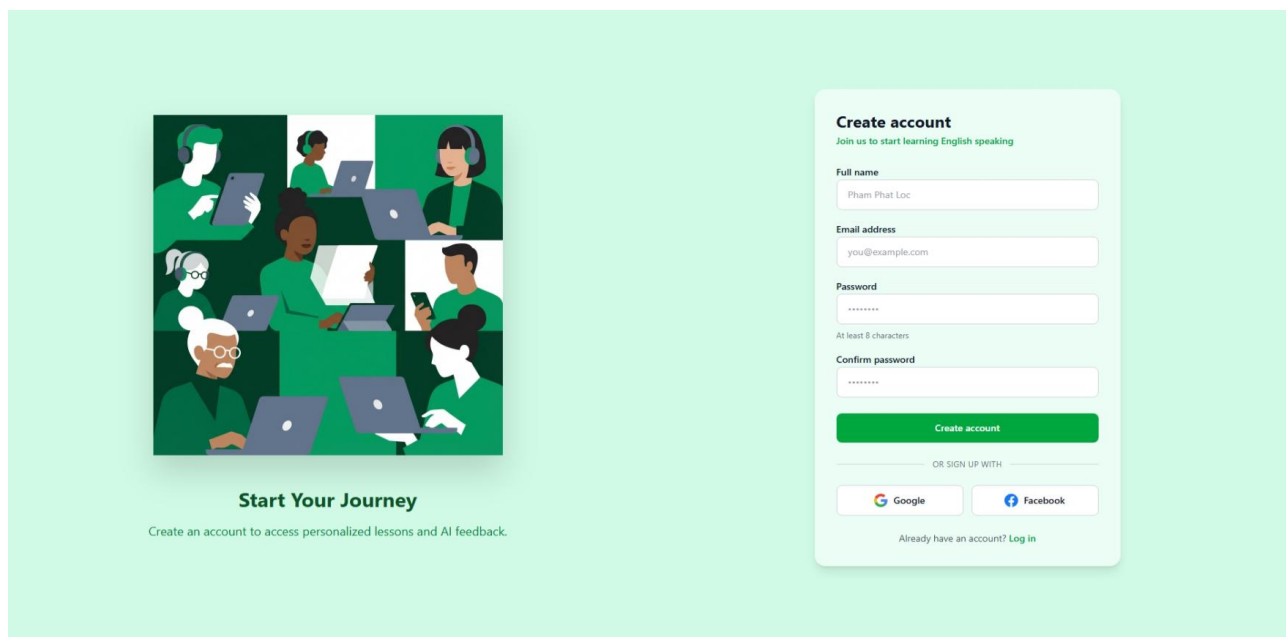 Start Your Journey
Create an account to access personalized lessons and AI feedback.
Create account
Join us to start learning English speaking
Full name
Pham Phat Loc
Email address
you@example.com
Password
••••••••
At least 8 characters
Confirm password
••••••••
Create account
OR SIGN UP WITH
Google
Facebook
Already have an account? Log in